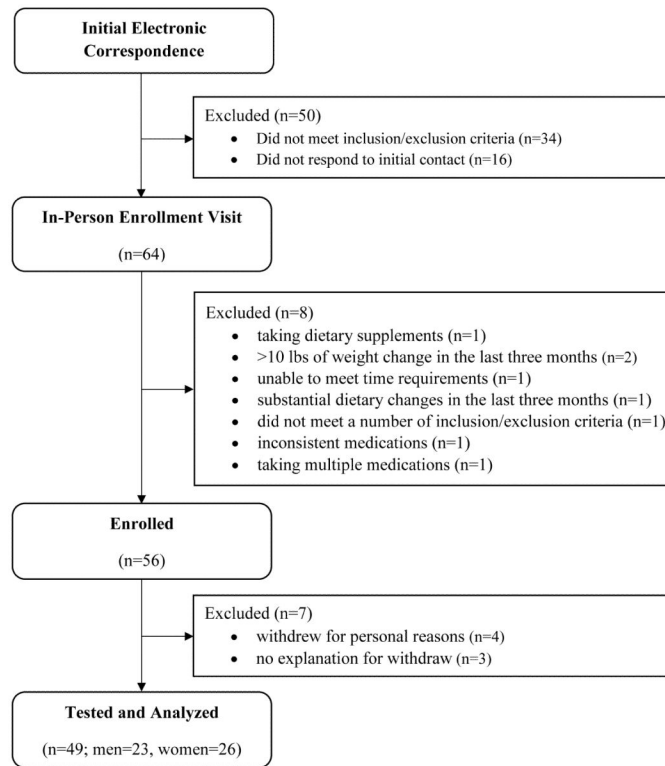 Initial Electronic
Correspondence
Excluded (n=50)
• Did not meet inclusion/exclusion criteria (n=34)
• Did not respond to initial contact (n=16)
In-Person Enrollment Visit
(n=64)
Excluded (n=8)
• taking dietary supplements (n=1)
• >10 lbs of weight change in the last three months (n=2)
• unable to meet time requirements (n=1)
• substantial dietary changes in the last three months (n=1)
• did not meet a number of inclusion/exclusion criteria (n=1)
• inconsistent medications (n=1)
• taking multiple medications (n=1)
Enrolled
(n=56)
Excluded (n=7)
• withdrew for personal reasons (n=4)
• no explanation for withdraw (n=3)
Tested and Analyzed
(n=49; men=23, women=26)